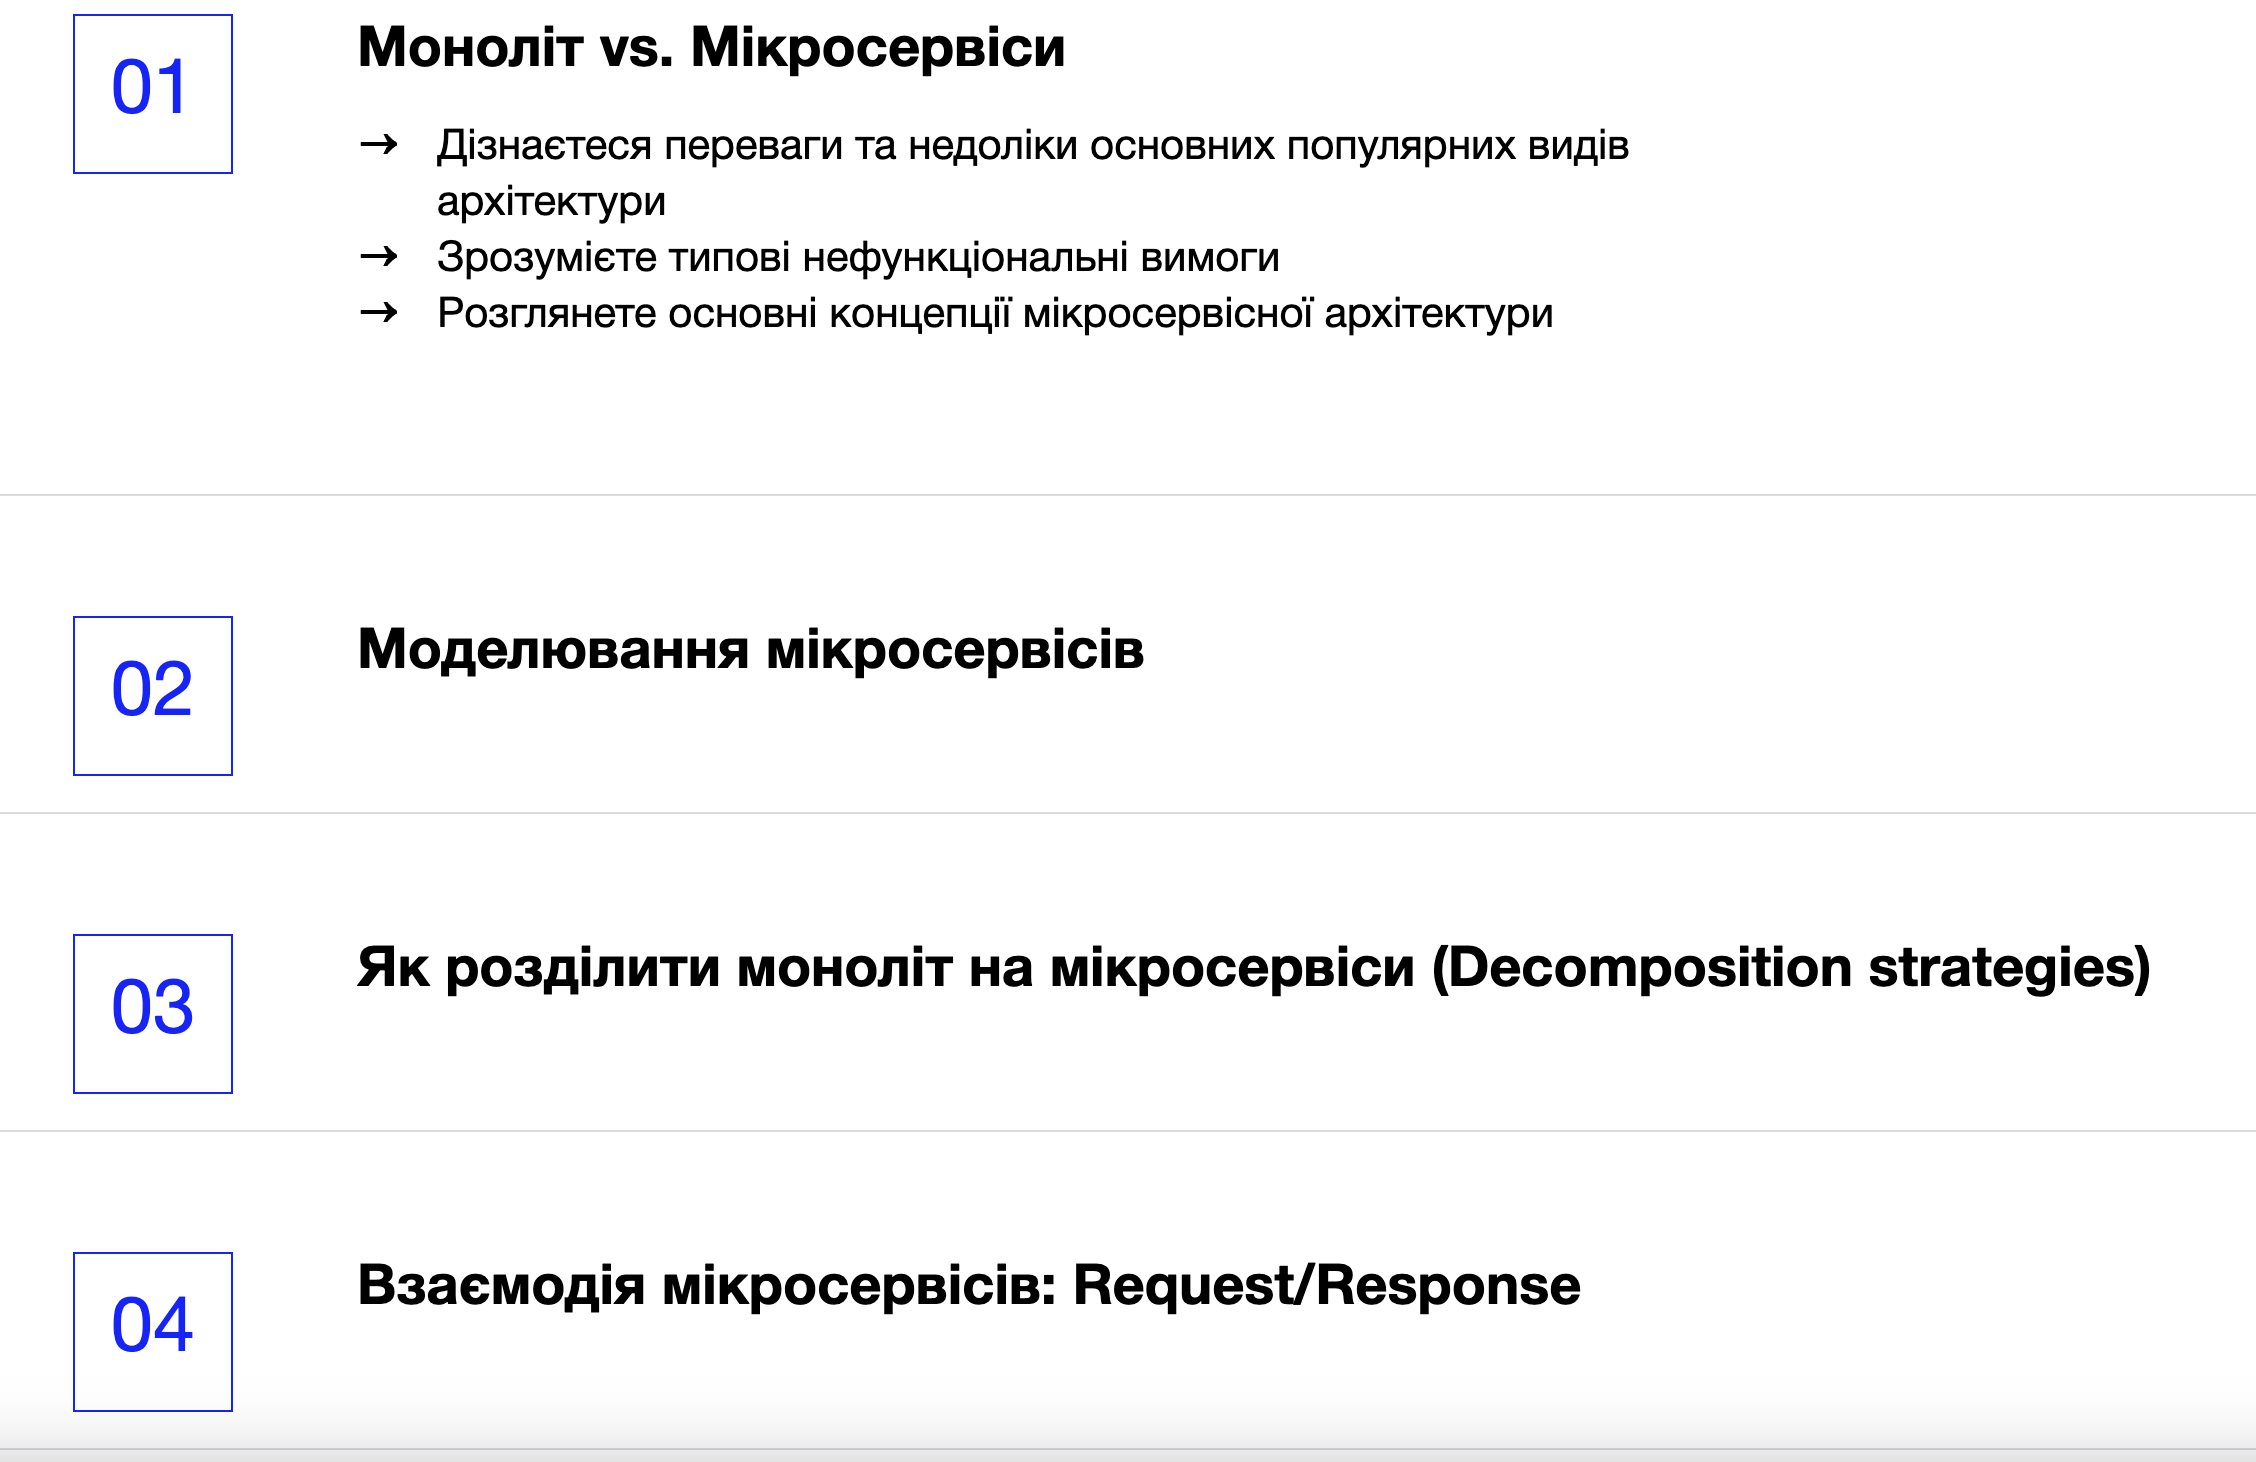 01
Моноліт vs. Мікросервіси
→ Дізнаєтеся переваги та недоліки основних популярних видів
архітектури
→ Зрозумієте типові нефункціональні вимоги
→ Розглянете основні концепції мікросервісної архітектури
02
Моделювання мікросервісів
03
Як розділити моноліт на мікросервіси (Decomposition strategies)
04
Взаємодія мікросервісів: Request/Response